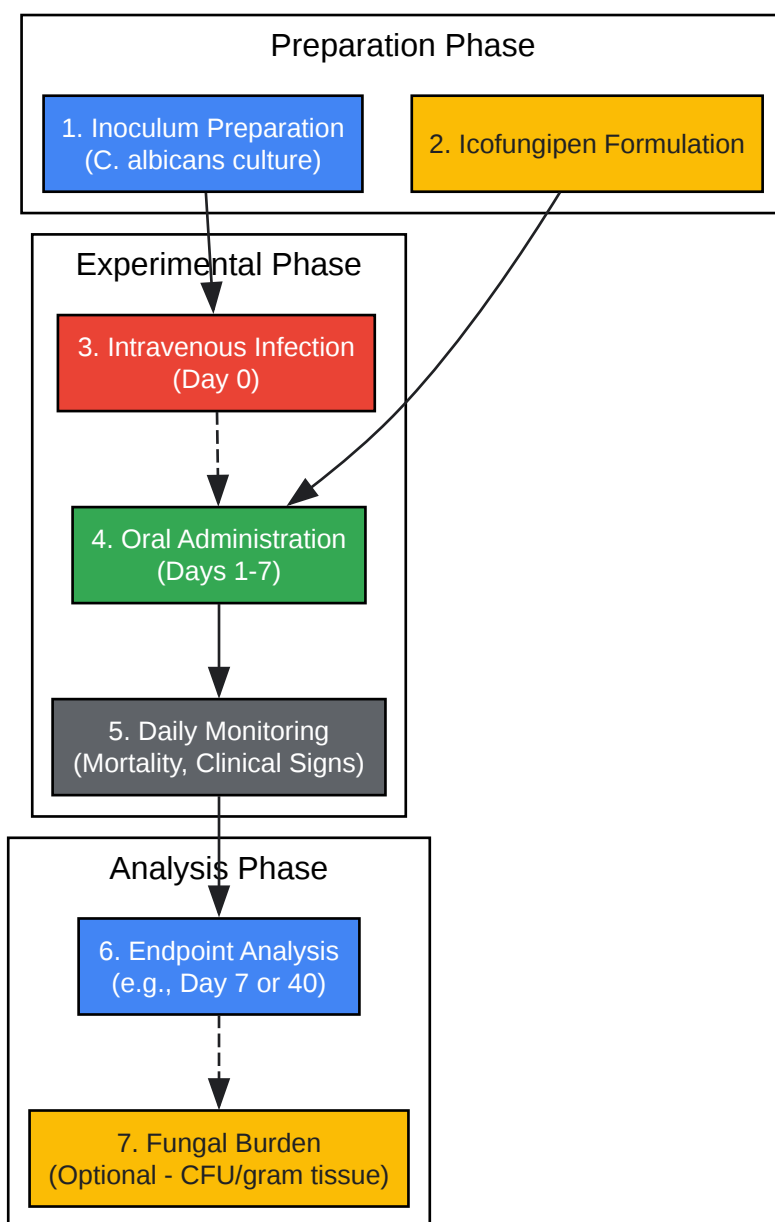 Preparation Phase
1. Inoculum Preparation
(C. albicans culture)
2. Icofungipen Formulation
Experimental Phase
3. Intravenous Infection
(Day 0)
4. Oral Administration
(Days 1-7)
5. Daily Monitoring
(Mortality, Clinical Signs)
Analysis Phase
6. Endpoint Analysis
(e.g., Day 7 or 40)
7. Fungal Burden
(Optional - CFU/gram tissue)